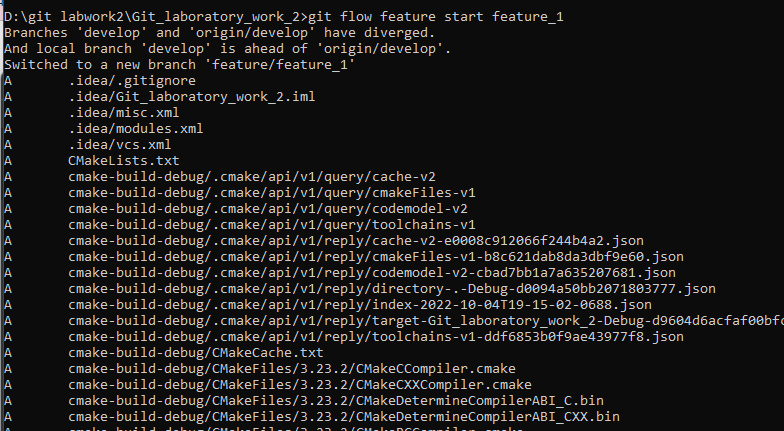 D:\git labwork2\Git_laboratory_work_2>git flow feature start feature_1
Branches 'develop' and 'origin/develop' have diverged.
And local branch 'develop' is ahead of 'origin/develop'.
Switched to a new branch 'feature/feature_1'
A       .idea/.gitignore
A       .idea/Git_laboratory_work_2.iml
A       .idea/misc.xml
A       .idea/modules.xml
A       .idea/vcs.xml
A       CMakeLists.txt
A       cmake-build-debug/.cmake/api/v1/query/cache-v2
A       cmake-build-debug/.cmake/api/v1/query/cmakeFiles-v1
A       cmake-build-debug/.cmake/api/v1/query/codemodel-v2
A       cmake-build-debug/.cmake/api/v1/query/toolchains-v1
A       cmake-build-debug/.cmake/api/v1/reply/cache-v2-e0008c912066f244b4a2.json
A       cmake-build-debug/.cmake/api/v1/reply/cmakeFiles-v1-b8c621dab8da3dbf9e60.json
A       cmake-build-debug/.cmake/api/v1/reply/codemodel-v2-cbad7bb1a7a635207681.json
A       cmake-build-debug/.cmake/api/v1/reply/directory-.-Debug-d0094a50bb2071803777.json
A       cmake-build-debug/.cmake/api/v1/reply/index-2022-10-04T19-15-02-0688.json
A       cmake-build-debug/.cmake/api/v1/reply/target-Git_laboratory_work_2-Debug-d9604d6acfaf00bfd
A       cmake-build-debug/.cmake/api/v1/reply/toolchains-v1-ddf6853b0f9ae43977f8.json
A       cmake-build-debug/CMakeCache.txt
A       cmake-build-debug/CMakeFiles/3.23.2/CMakeCCompiler.cmake
A       cmake-build-debug/CMakeFiles/3.23.2/CMakeCXXCompiler.cmake
A       cmake-build-debug/CMakeFiles/3.23.2/CMakeDetermineCompilerABI_C.bin
A       cmake-build-debug/CMakeFiles/3.23.2/CMakeDetermineCompilerABI_CXX.bin
A       cmake-build-debug/CMakeFiles/3.23.2/CMakeRCCompiler.cmake